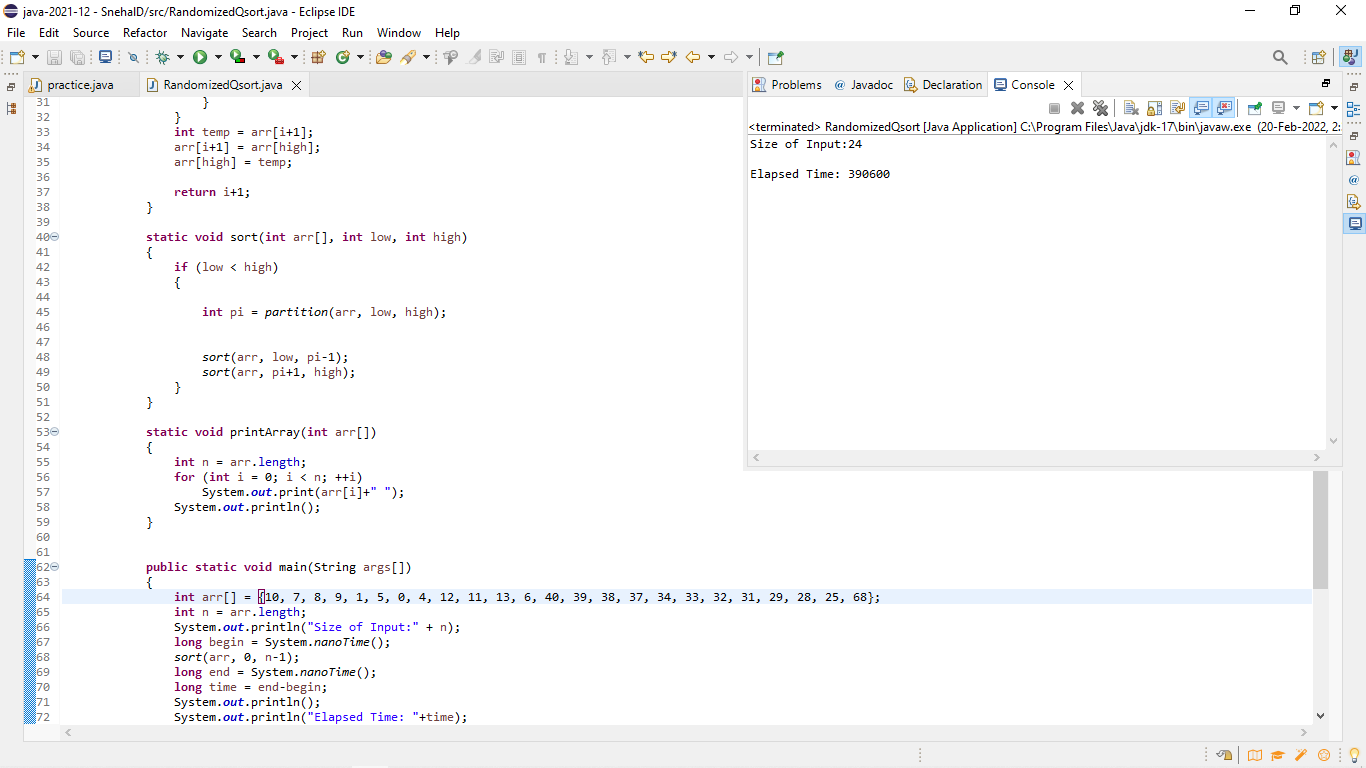 java-2021-12 - SnehalD/src/RandomizedQsort.java - Eclipse IDE
File Edit Source Refactor Navigate Search Project Run Window Help
practice.java RandomizedQsort.java
31 }
32 }
33 int temp = arr[i+1];
34 arr[i+1] = arr[high];
35 arr[high] = temp;
36
37 return i+1;
38 }
39
40 static void sort(int arr[], int low, int high)
41 {
42 if (low < high)
43 {
44
45 int pi = partition(arr, low, high);
46
47
48 sort(arr, low, pi-1);
49 sort(arr, pi+1, high);
50 }
51 }
52
53 static void printArray(int arr[])
54 {
55 int n = arr.length;
56 for (int i = 0; i < n; ++i)
57 System.out.print(arr[i]+" ");
58 System.out.println();
59 }
60
61
62 public static void main(String args[])
63 {
64 int arr[] = {10, 7, 8, 9, 1, 5, 0, 4, 12, 11, 13, 6, 40, 39, 38, 37, 34, 33, 32, 31, 29, 28, 25, 68};
65 int n = arr.length;
66 System.out.println("Size of Input:" + n);
67 long begin = System.nanoTime();
68 sort(arr, 0, n-1);
69 long end = System.nanoTime();
70 long time = end-begin;
71 System.out.println();
72 System.out.println("Elapsed Time: "+time);
Problems @ Javadoc Declaration Console
<terminated> RandomizedQsort [Java Application] C:\Program Files\Java\jdk-17\bin\javaw.exe (20-Feb-2022, 2:
Size of Input:24
Elapsed Time: 390600